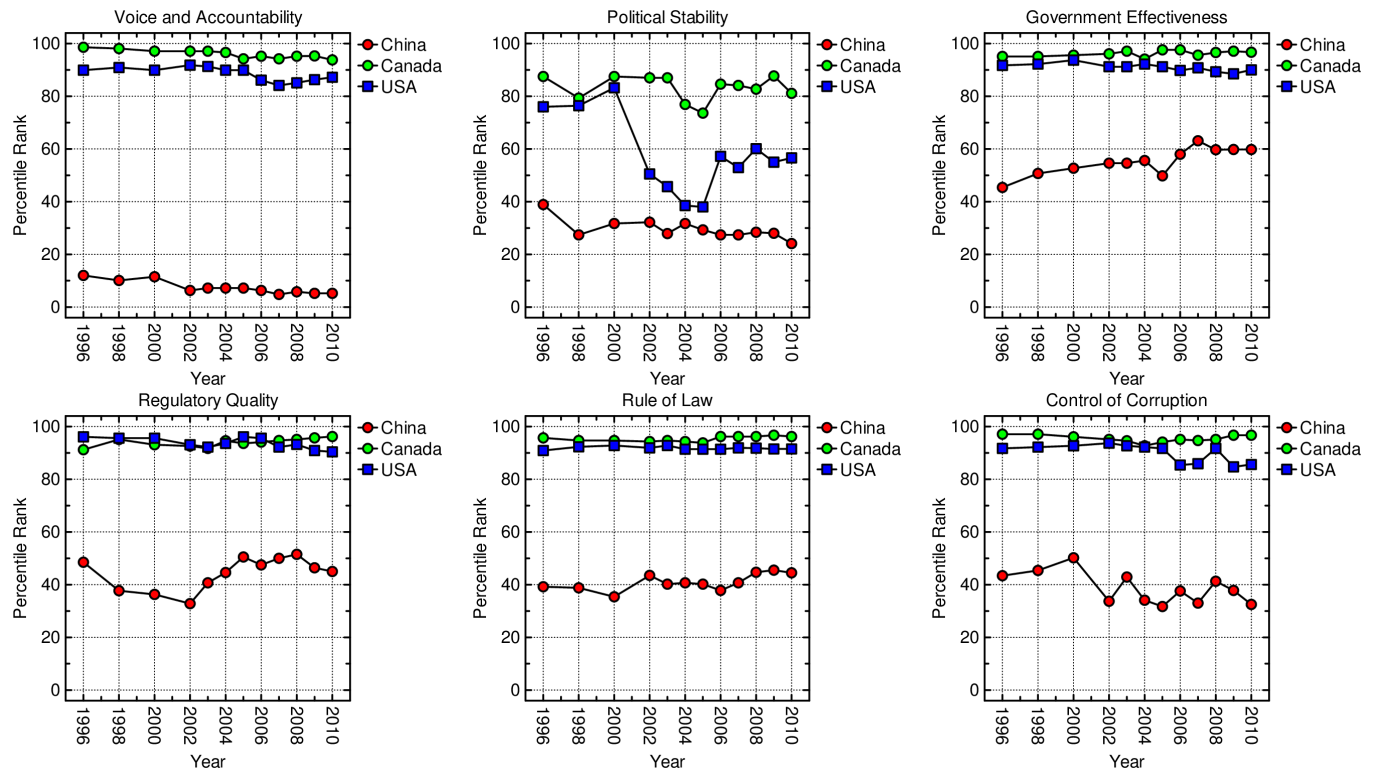 Voice and Accountability
Political Stability
Government Effectiveness
100
80
60
40
20
0
Percentile Rank
1996
1998
2000
2002
2004
2006
2008
2010
Year
China
Canada
USA
100
80
60
40
20
0
Percentile Rank
1996
1998
2000
2002
2004
2006
2008
2010
Year
China
Canada
USA
100
80
60
40
20
0
Percentile Rank
1996
1998
2000
2002
2004
2006
2008
2010
Year
China
Canada
USA
Regulatory Quality
Rule of Law
Control of Corruption
100
80
60
40
20
0
Percentile Rank
1996
1998
2000
2002
2004
2006
2008
2010
Year
China
Canada
USA
100
80
60
40
20
0
Percentile Rank
1996
1998
2000
2002
2004
2006
2008
2010
Year
China
Canada
USA
100
80
60
40
20
0
Percentile Rank
1996
1998
2000
2002
2004
2006
2008
2010
Year
China
Canada
USA